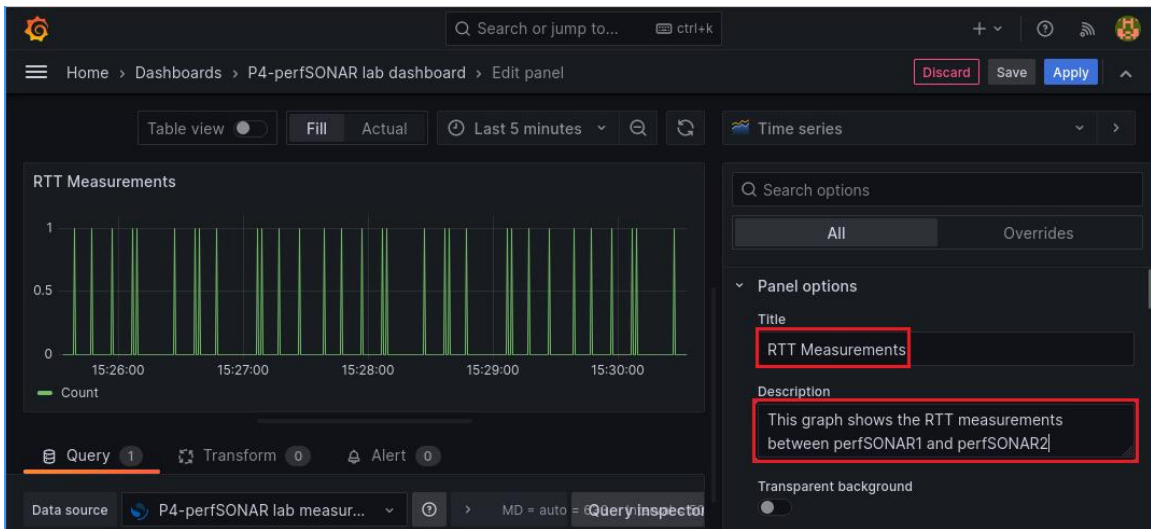 Search or jump to... ctrl+k
Home > Dashboards > P4-perfSONAR lab dashboard > Edit panel
Discard Save Apply
Table view Fill Actual Last 5 minutes
Time series
RTT Measurements
1
0.5
0
15:26:00 15:27:00 15:28:00 15:29:00 15:30:00
Count
Query 1 Transform 0 Alert 0
Data source P4-perfSONAR lab measur... MD = auto = Query inspector
Search options
All Overrides
Panel options
Title
RTT Measurements
Description
This graph shows the RTT measurements
between perfSONAR1 and perfSONAR2
Transparent background